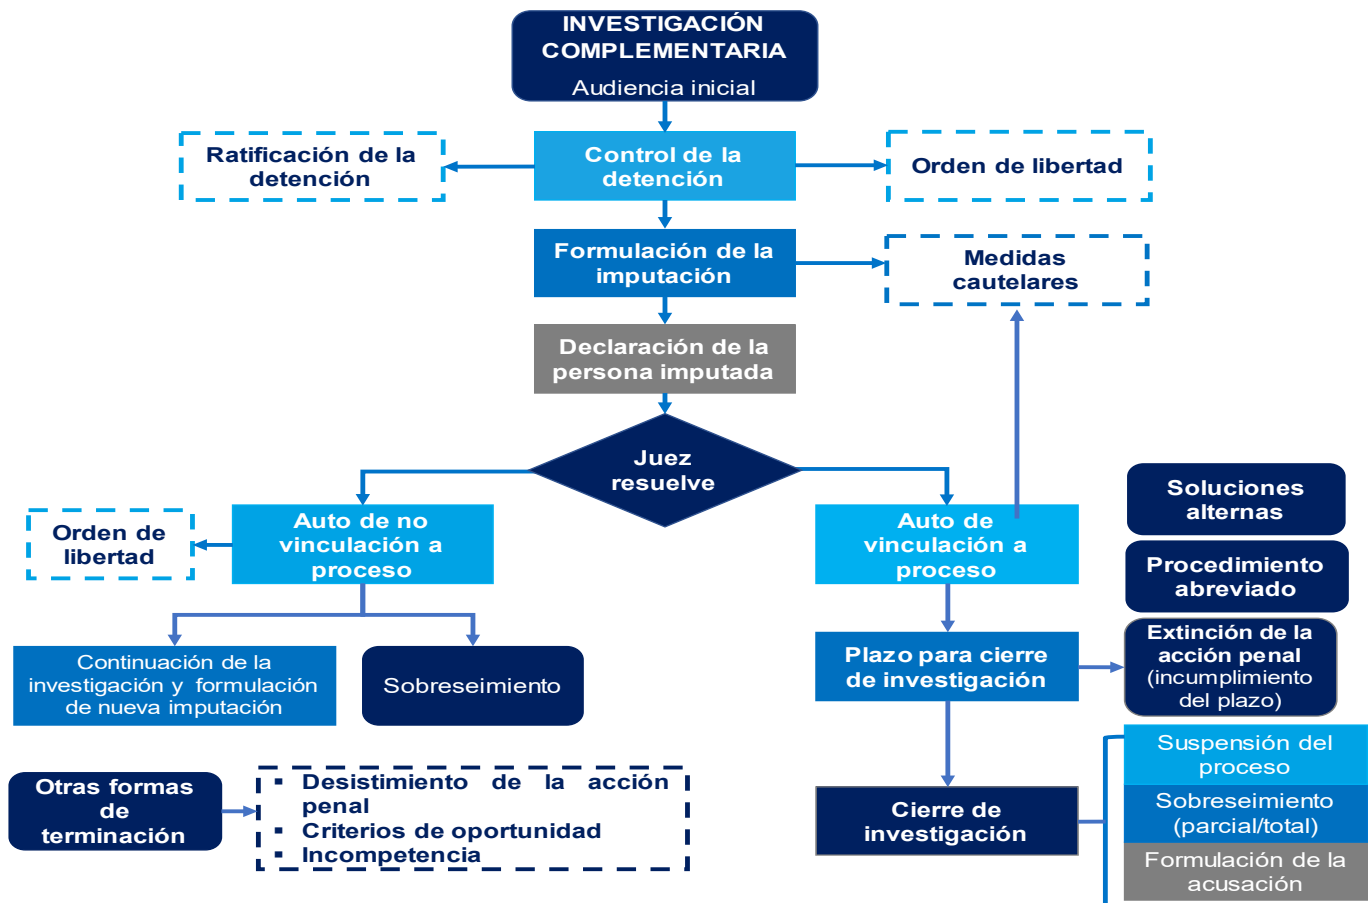 INVESTIGACIÓN
COMPLEMENTARIA
Audiencia inicial
Ratificación de la
detención
Control de la
detención
Orden de libertad
Formulación de la
imputación
Medidas
cautelares
Declaración de la
persona imputada
Juez
resuelve
Orden de
libertad
Auto de no
vinculación a
proceso
Auto de
vinculación a
proceso
Soluciones
alternas
Procedimiento
abreviado
Continuación de la
investigación y formulación
de nueva imputación
Sobreseimiento
Plazo para cierre
de investigación
Extinción de la
acción penal
(incumplimiento
del plazo)
Otras formas
de
terminación
▪ Desistimiento de la acción
penal
▪ Criterios de oportunidad
▪ Incompetencia
Cierre de
investigación
Suspensión del
proceso
Sobreseimiento
(parcial/total)
Formulación de la
acusación